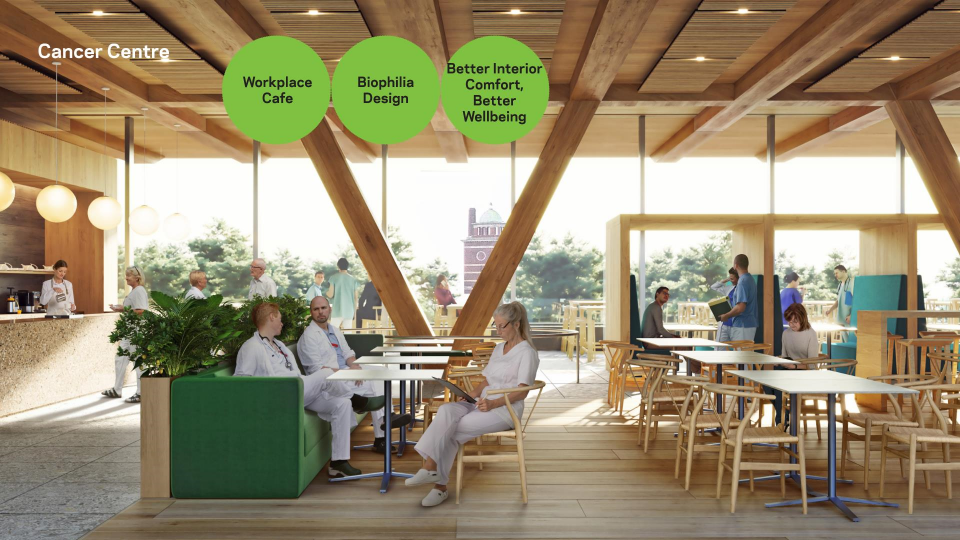 Cancer Centre
Workplace
Cafe
Biophilia
Design
Better Interior
Comfort,
Better
Wellbeing